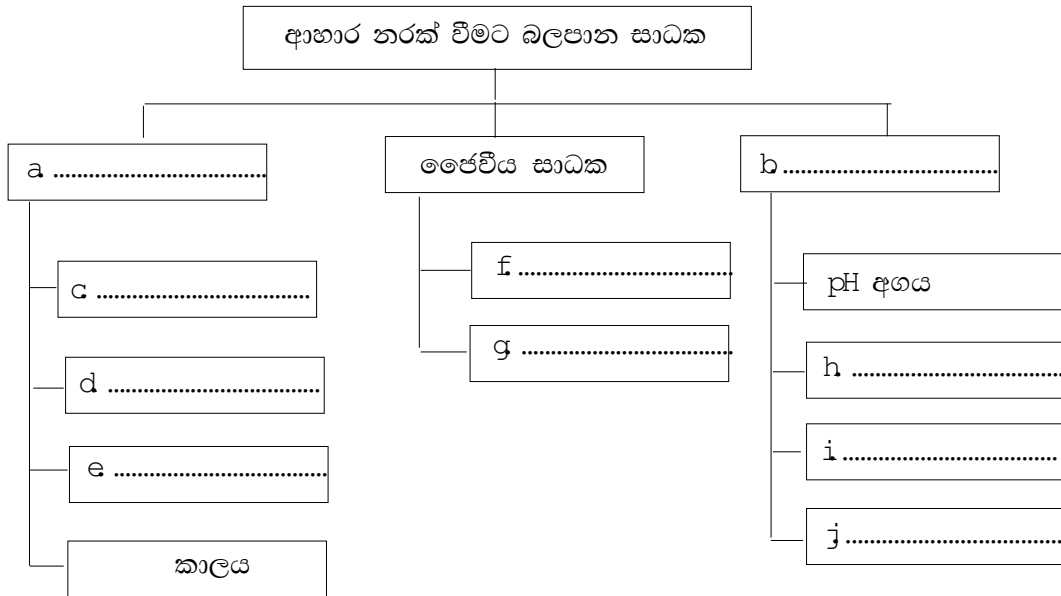 ආහාර නරක් වීමට බලපාන සාධක
a. ......................................
ජෛවීය සාධක
b. ......................................
c. ......................................
d. ......................................
e. ......................................
කාලය
f. ......................................
g. ......................................
pH අගය
h. ......................................
i. ......................................
j. ......................................